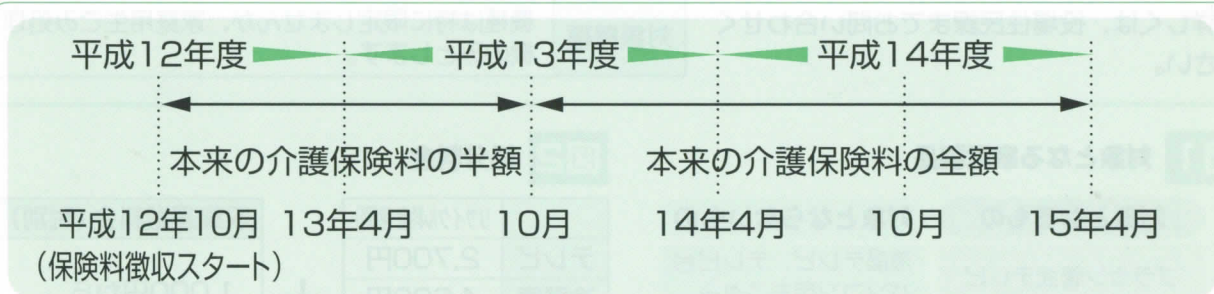 平成12年度 平成13年度 平成14年度
本来の介護保険料の半額 本来の介護保険料の全額
平成12年10月 13年4月 10月 14年4月 10月 15年4月
(保険料徴収スタート)